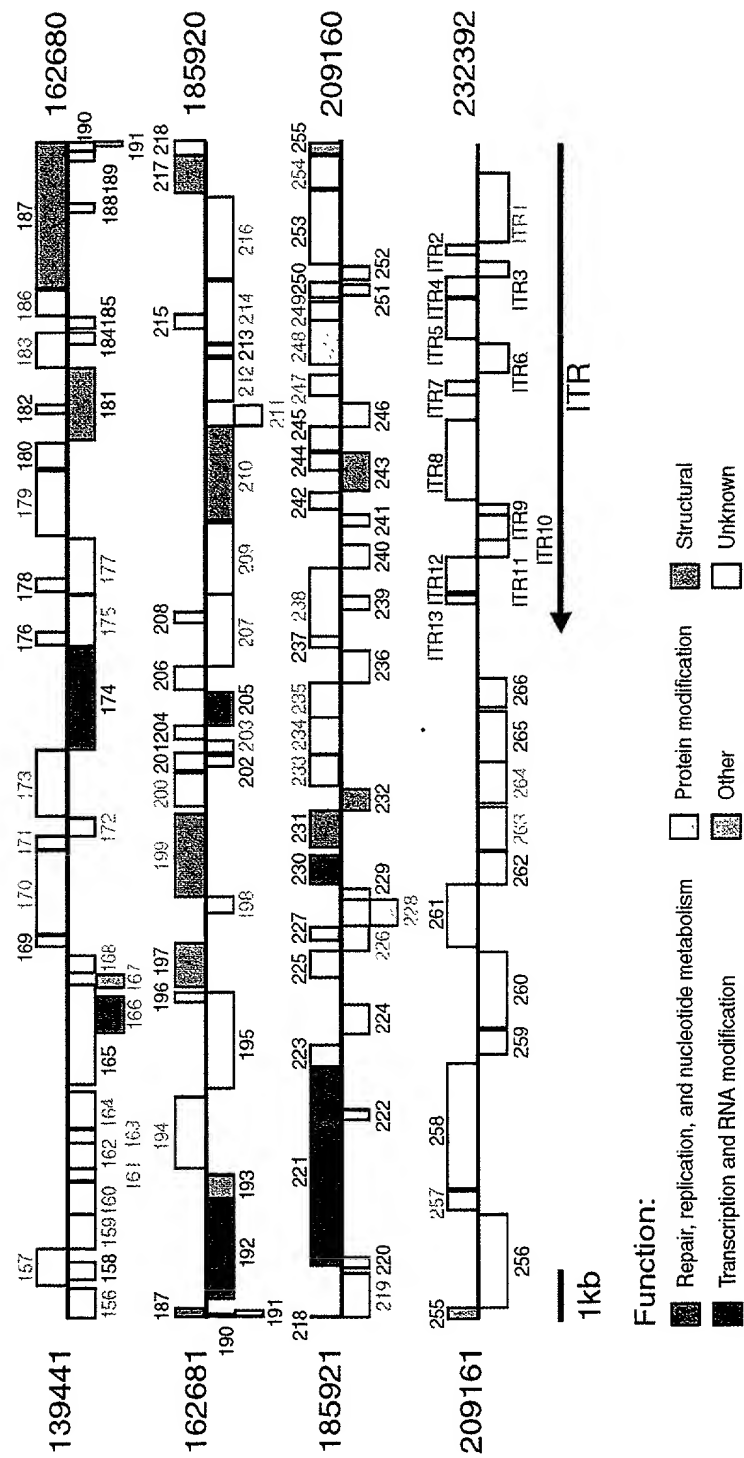 139441 162680
157 169 170 171 173 176 178 179 180 182 183 186 187
156 158 159 160 161 162 163 164 165 166 167 168 172 174 175 177 181 184 185 188 189 190 191
162681 185920
187 194 196 197 199 200 201 204 206 208 215 217 218
190 191 192 193 195 198 202 203 205 207 209 210 211 212 213 214 216
185921 209160
218 221 223 225 227 230 231 233 234 235 237 238 242 244 245 247 248 249 250 253 254 255
219 220 222 224 226 228 229 232 236 239 240 241 243 246 251 252
209161 232392
255 257 258 261 ITR13 ITR12 ITR8 ITR7 ITR5 ITR4 ITR2
256 259 260 262 263 264 265 266 ITR11 ITR10 ITR9 ITR6 ITR3 ITR1
ITR
1kb
Function:
Repair, replication, and nucleotide metabolism
Protein modification
Structural
Transcription and RNA modification
Other
Unknown